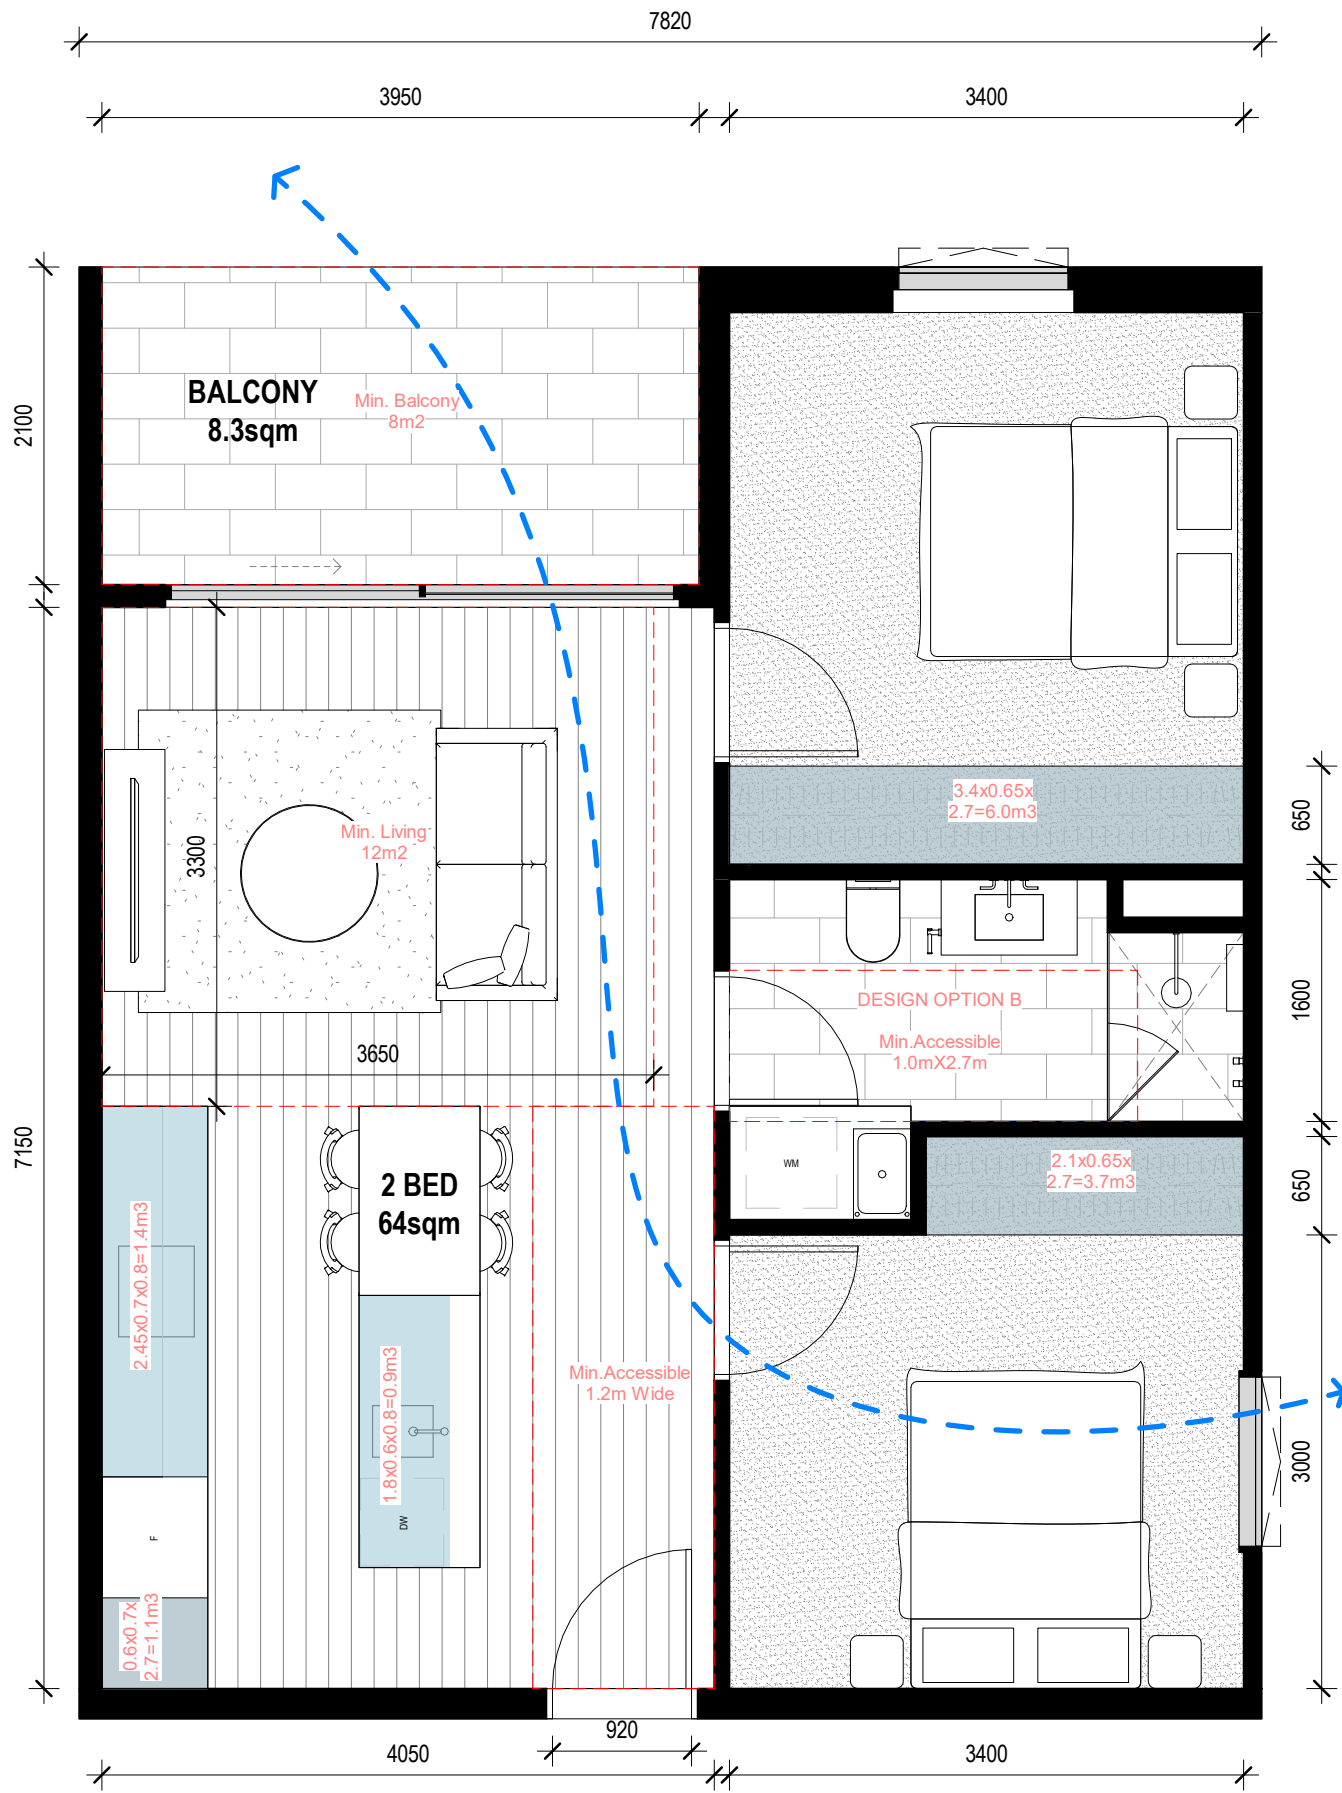 7820
3950
3400
BALCONY
8.3sqm
Min. Balcony
8m2
2100
3.4x0.65x
2.7=6.0m3
650
Min. Living
12m2
3300
3650
DESIGN OPTION B
Min.Accessible
1.0mX2.7m
1600
7150
WM
2.1x0.65x
2.7=3.7m3
650
2 BED
64sqm
2.45x0.7x0.8=1.4m3
1.8x0.6x0.8=0.9m3
DW
Min.Accessible
1.2m Wide
3000
F
0.6x0.7x
2.7=1.1m3
920
4050
3400